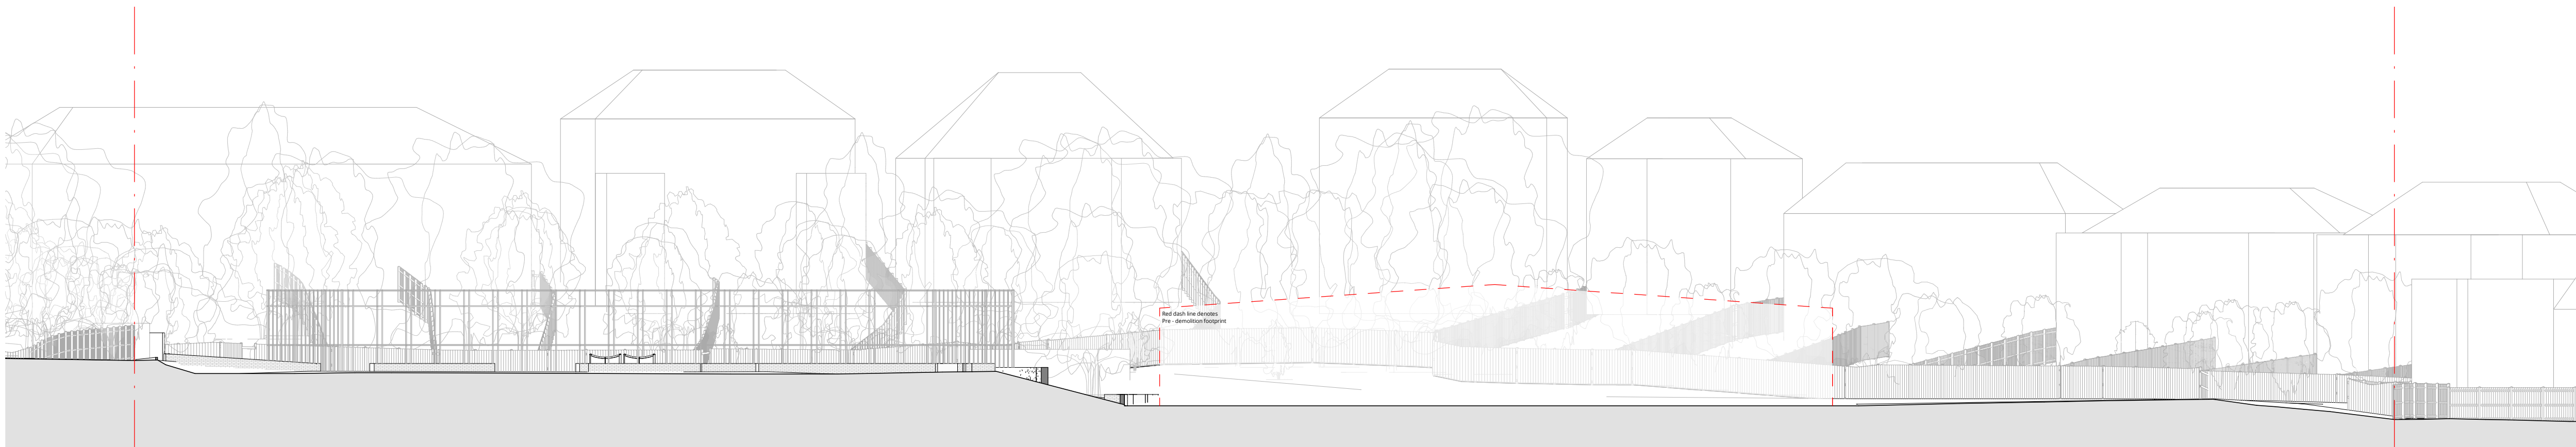 Red dash line denotes
Pre - demolition footprint